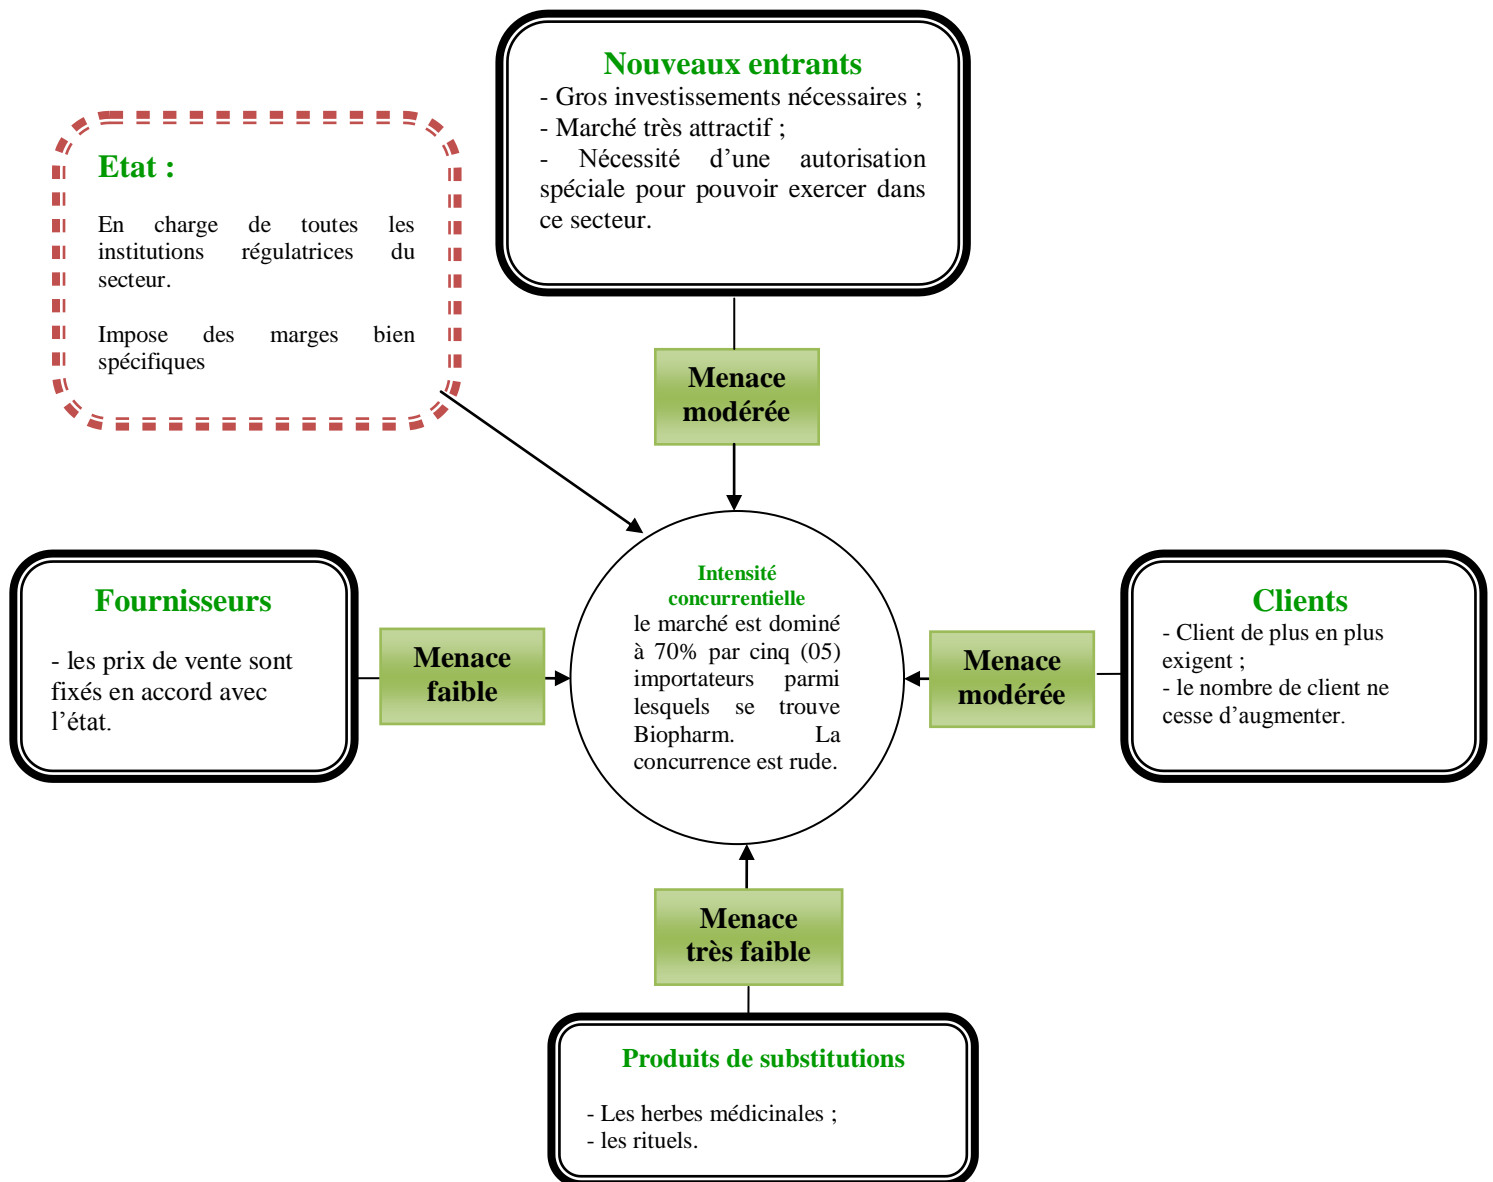 Nouveaux entrants
- Gros investissements nécessaires ;
- Marché très attractif ;
- Nécessité d’une autorisation
spéciale pour pouvoir exercer dans
ce secteur.
Etat :
En charge de toutes les
institutions régulatrices du
secteur.
Impose des marges bien
spécifiques
Menace
modérée
Fournisseurs
- les prix de vente sont
fixés en accord avec
l’état.
Menace
faible
Intensité
concurrentielle
le marché est dominé
à 70% par cinq (05)
importateurs parmi
lesquels se trouve
Biopharm. La
concurrence est rude.
Menace
modérée
Clients
- Client de plus en plus
exigent ;
- le nombre de client ne
cesse d’augmenter.
Menace
très faible
Produits de substitutions
- Les herbes médicinales ;
- les rituels.